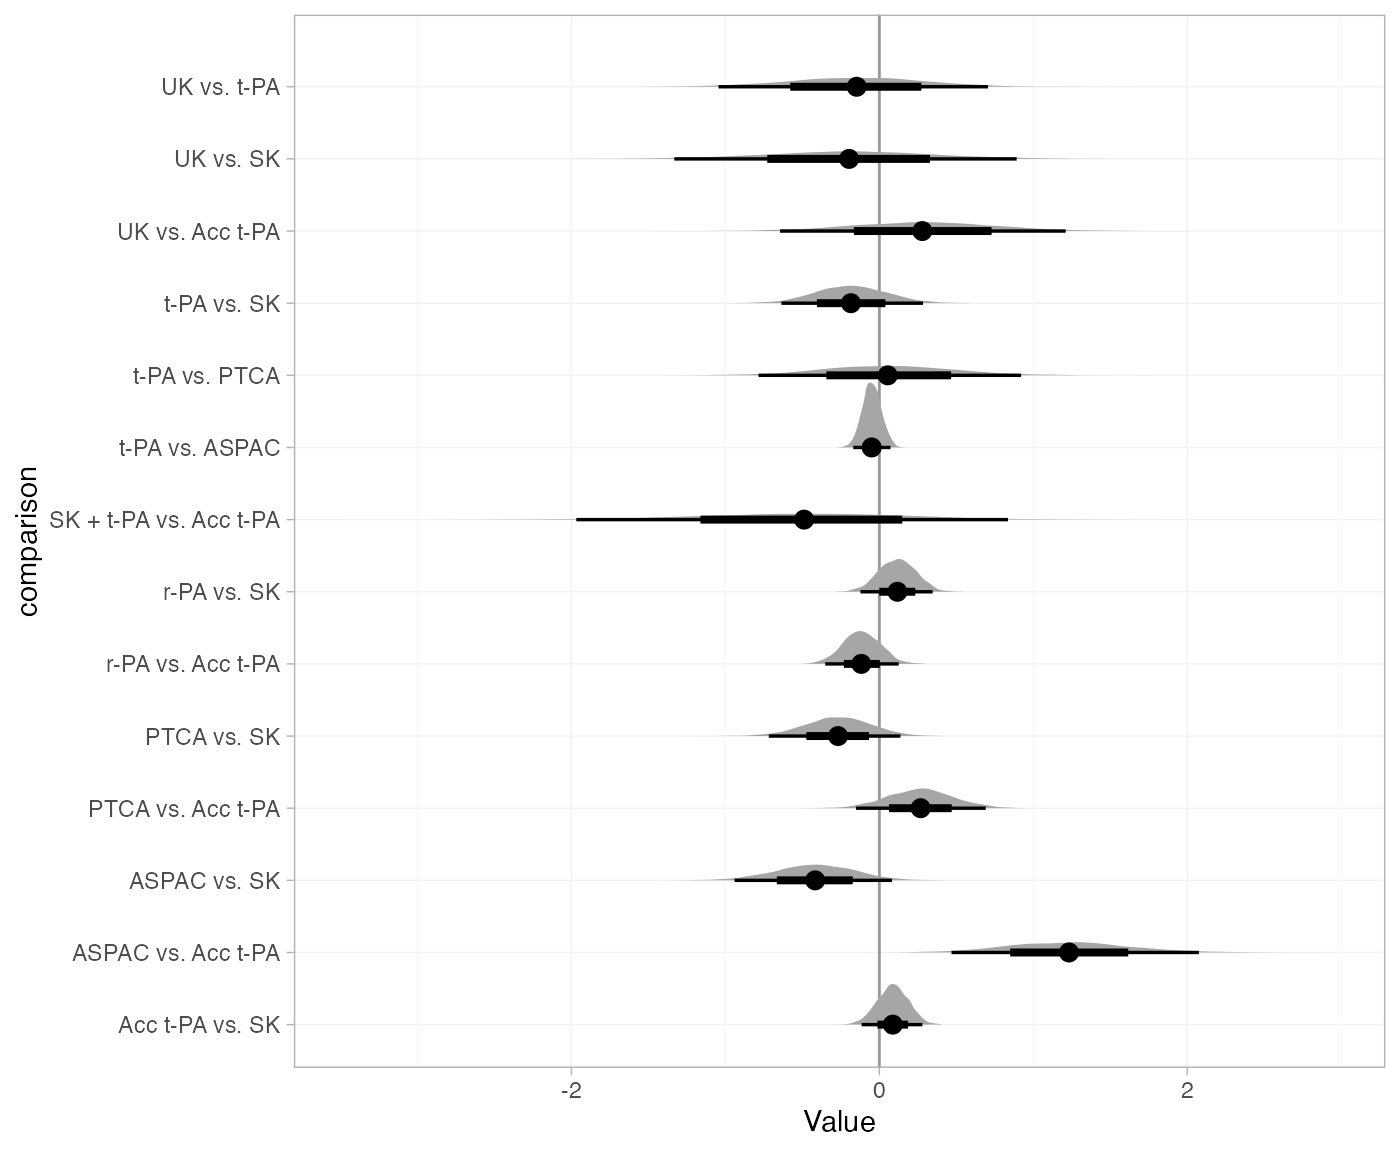 UK vs. t-PA
UK vs. SK
UK vs. Acc t-PA
t-PA vs. SK
t-PA vs. PTCA
t-PA vs. ASPAC
SK + t-PA vs. Acc t-PA
r-PA vs. SK
r-PA vs. Acc t-PA
PTCA vs. SK
PTCA vs. Acc t-PA
ASPAC vs. SK
ASPAC vs. Acc t-PA
Acc t-PA vs. SK
comparison
-2 0 2
Value